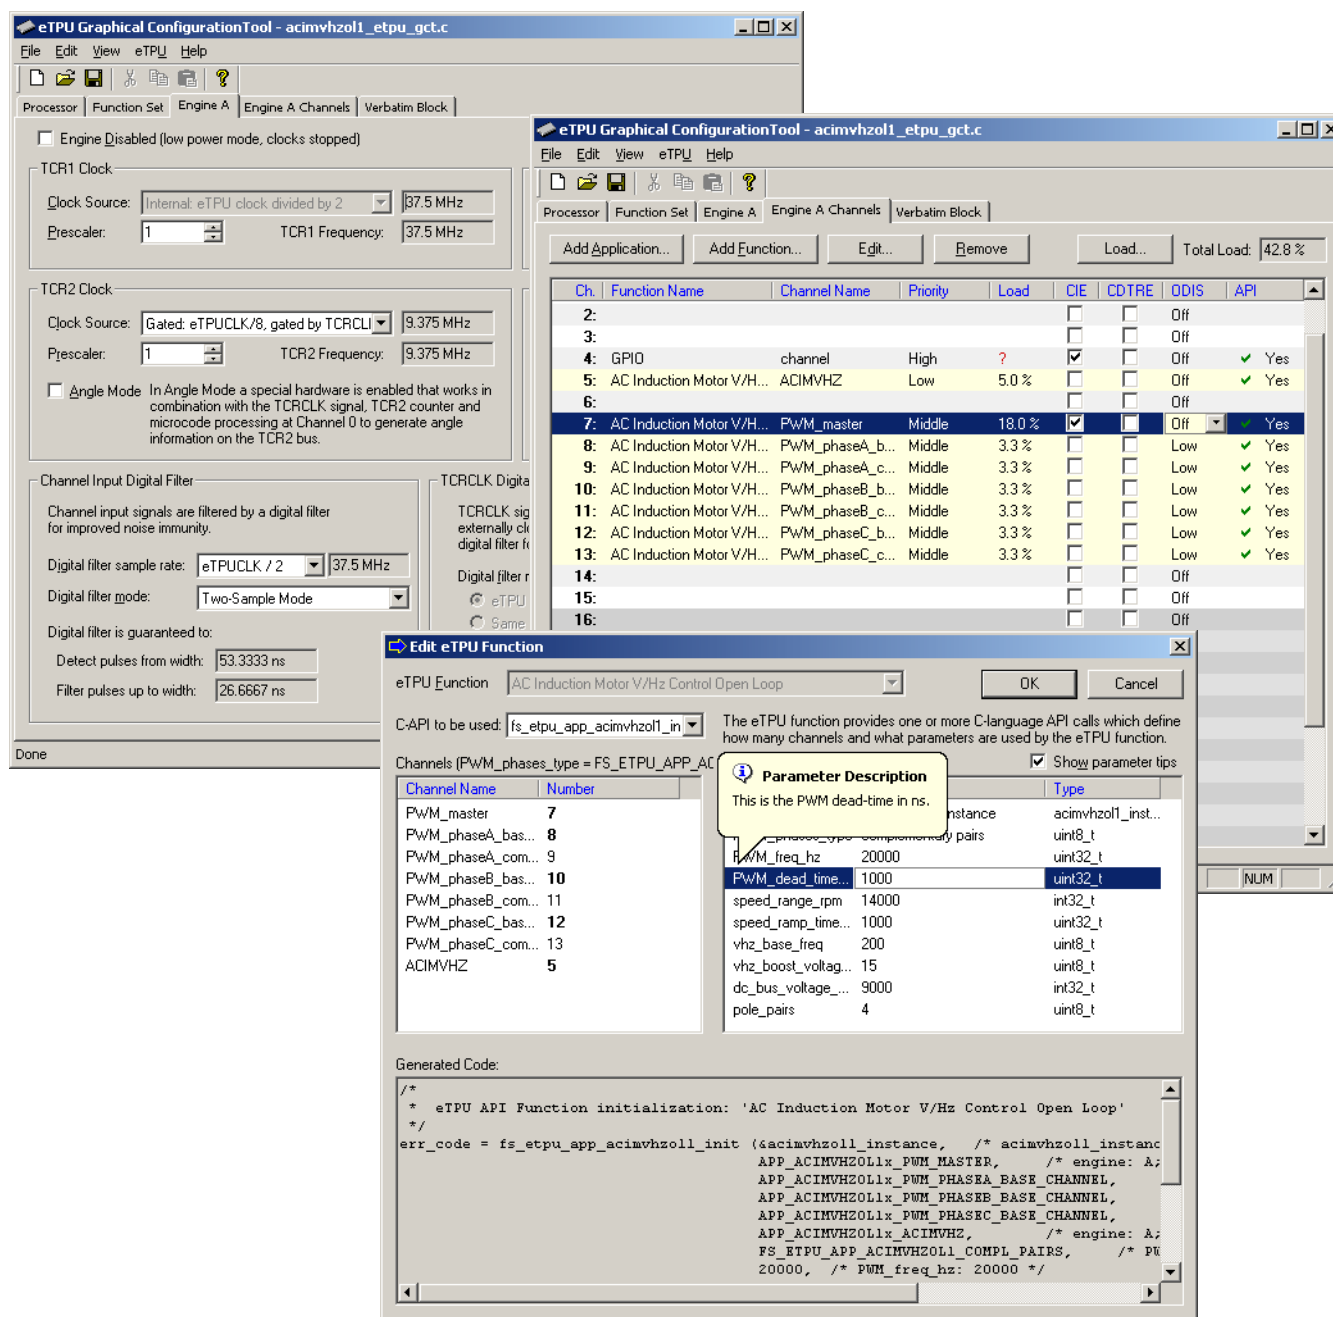 eTPU Graphical ConfigurationTool - acimvhzol1_etpu_gct.c
File Edit View eTPU Help
Processor Function Set Engine A Engine A Channels Verbatim Block
Engine Disabled (low power mode, clocks stopped)
TCR1 Clock
Clock Source: Internal: eTPU clock divided by 2 37.5 MHz
Prescaler: 1 TCR1 Frequency: 37.5 MHz
TCR2 Clock
Clock Source: Gated: eTPUCLK/8, gated by TCRCLI 9.375 MHz
Prescaler: 1 TCR2 Frequency: 9.375 MHz
Angle Mode In Angle Mode a special hardware is enabled that works in
combination with the TCRCLK signal, TCR2 counter and
microcode processing at Channel 0 to generate angle
information on the TCR2 bus.
Channel Input Digital Filter
Channel input signals are filtered by a digital filter
for improved noise immunity.
Digital filter sample rate: eTPUCLK / 2 37.5 MHz
Digital filter mode: Two-Sample Mode
Digital filter is guaranteed to:
Detect pulses from width: 53.3333 ns
Filter pulses up to width: 26.6667 ns
TCRCLK Digita
TCRCLK sig
externally clo
digital filter fo
Digital filter r
eTPU
Same
Done
eTPU Graphical ConfigurationTool - acimvhzol1_etpu_gct.c
File Edit View eTPU Help
Processor Function Set Engine A Engine A Channels Verbatim Block
Add Application... Add Function... Edit... Remove Load... Total Load: 42.8 %
Ch. Function Name Channel Name Priority Load CIE CDTRE ODIS API
2: Off
3: Off
4: GPIO channel High ? Off Yes
5: AC Induction Motor V/H... ACIMVHZ Low 5.0 % Off Yes
6: Off
7: AC Induction Motor V/H... PWM_master Middle 18.0 % Off Yes
8: AC Induction Motor V/H... PWM_phaseA_b... Middle 3.3 % Low Yes
9: AC Induction Motor V/H... PWM_phaseA_c... Middle 3.3 % Low Yes
10: AC Induction Motor V/H... PWM_phaseB_b... Middle 3.3 % Low Yes
11: AC Induction Motor V/H... PWM_phaseB_c... Middle 3.3 % Low Yes
12: AC Induction Motor V/H... PWM_phaseC_b... Middle 3.3 % Low Yes
13: AC Induction Motor V/H... PWM_phaseC_c... Middle 3.3 % Low Yes
14: Off
15: Off
16: Off
NUM
Edit eTPU Function
eTPU Function AC Induction Motor V/Hz Control Open Loop OK Cancel
C-API to be used: fs_etpu_app_acimvhzol1_in
The eTPU function provides one or more C-language API calls which define
how many channels and what parameters are used by the eTPU function.
Channels (PWM_phases_type = FS_ETPU_APP_AC Show parameter tips
Channel Name Number
PWM_master 7
PWM_phaseA_bas... 8
PWM_phaseA_com... 9
PWM_phaseB_bas... 10
PWM_phaseB_com... 11
PWM_phaseC_bas... 12
PWM_phaseC_com... 13
ACIMVHZ 5
Parameter Description
This is the PWM dead-time in ns.
Type
nstance acimvhzol1_inst...
complementary pairs uint8_t
PWM_freq_hz 20000 uint32_t
PWM_dead_time... 1000 uint32_t
speed_range_rpm 14000 int32_t
speed_ramp_time... 1000 uint32_t
vhz_base_freq 200 uint8_t
vhz_boost_voltag... 15 uint8_t
dc_bus_voltage_... 9000 int32_t
pole_pairs 4 uint8_t
Generated Code:
/*
* eTPU API Function initialization: 'AC Induction Motor V/Hz Control Open Loop'
*/
err_code = fs_etpu_app_acimvhzol1_init (&acimvhzol1_instance, /* acimvhzol1_instanc
APP_ACIMVHZOL1x_PWM_MASTER, /* engine: A;
APP_ACIMVHZOL1x_PWM_PHASEA_BASE_CHANNEL,
APP_ACIMVHZOL1x_PWM_PHASEB_BASE_CHANNEL,
APP_ACIMVHZOL1x_PWM_PHASEC_BASE_CHANNEL,
APP_ACIMVHZOL1x_ACIMVHZ, /* engine: A;
FS_ETPU_APP_ACIMVHZOL1_COMPL_PAIRS, /* PW
20000, /* PWM_freq_hz: 20000 */